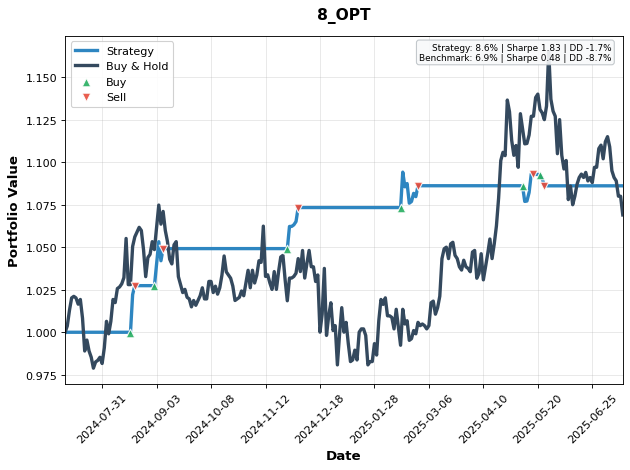 8_OPT
Strategy
Buy & Hold
Buy
Sell
Strategy: 8.6% | Sharpe 1.83 | DD -1.7%
Benchmark: 6.9% | Sharpe 0.48 | DD -8.7%
Portfolio Value
1.150
1.125
1.100
1.075
1.050
1.025
1.000
0.975
2024-07-31
2024-09-03
2024-10-08
2024-11-12
2024-12-18
2025-01-28
2025-03-06
2025-04-10
2025-05-20
2025-06-25
Date